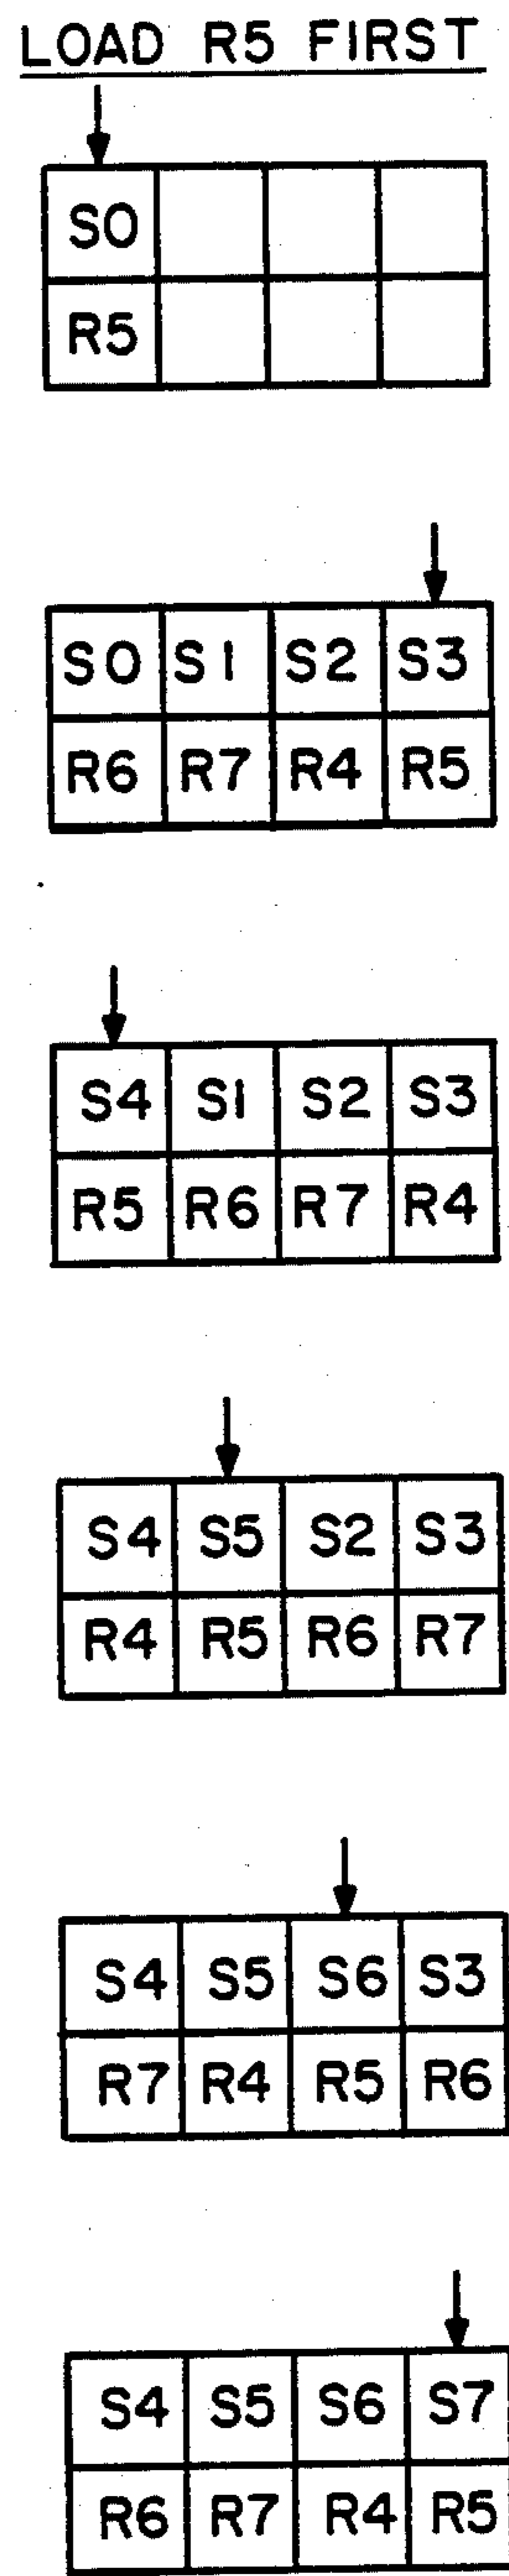 LOAD R5 FIRST
S0
R5
S0 S1 S2 S3
R6 R7 R4 R5
S4 S1 S2 S3
R5 R6 R7 R4
S4 S5 S2 S3
R4 R5 R6 R7
S4 S5 S6 S3
R7 R4 R5 R6
S4 S5 S6 S7
R6 R7 R4 R5